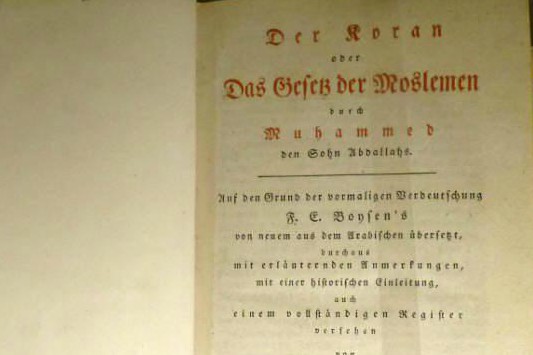 Der Koran
oder
Das Gesetz der Moslemen
durch
Muhammed
den Sohn Abdallahs.
Auf den Grund der vormaligen Verdeutschung
F. E. Boysen's
von neuem aus dem Arabischen übersetzt,
durchaus
mit erläuternden Anmerkungen,
mit einer historischen Einleitung,
auch
einem vollständigen Register
versehen
von